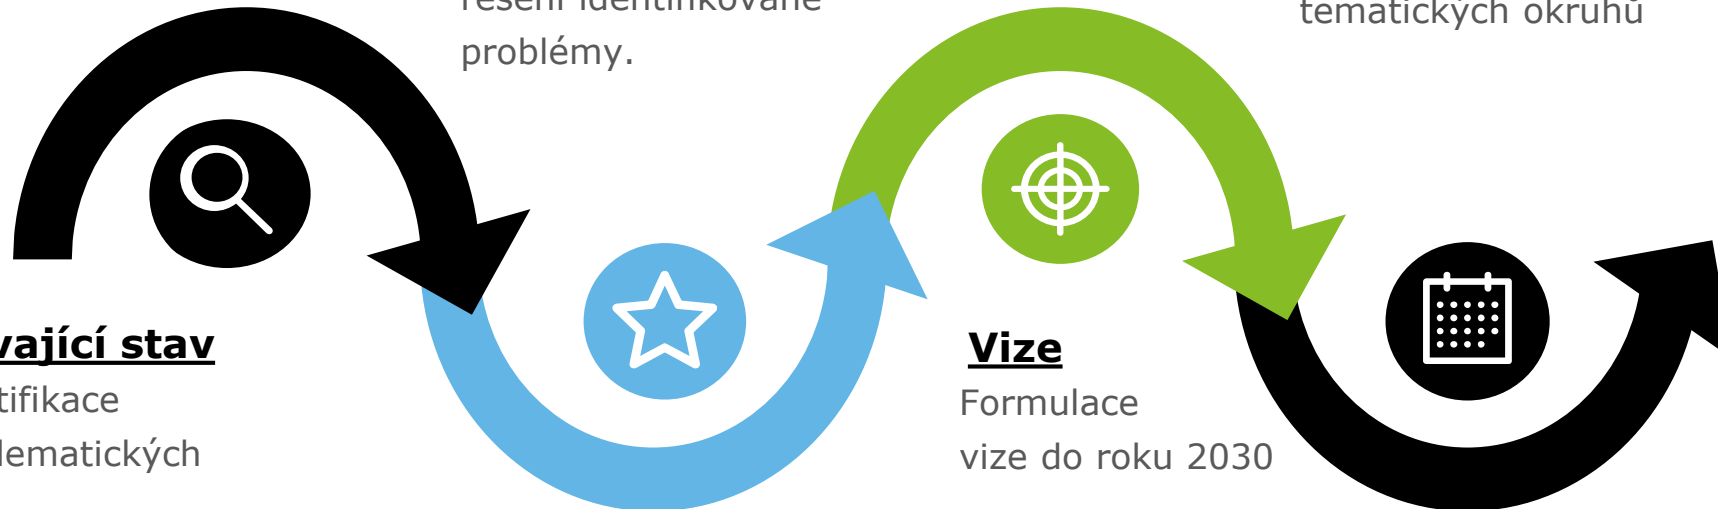 řešení identifikované
problémy.
tematických okruhů
vající stav
tifikace
lematických
Vize
Formulace
vize do roku 2030